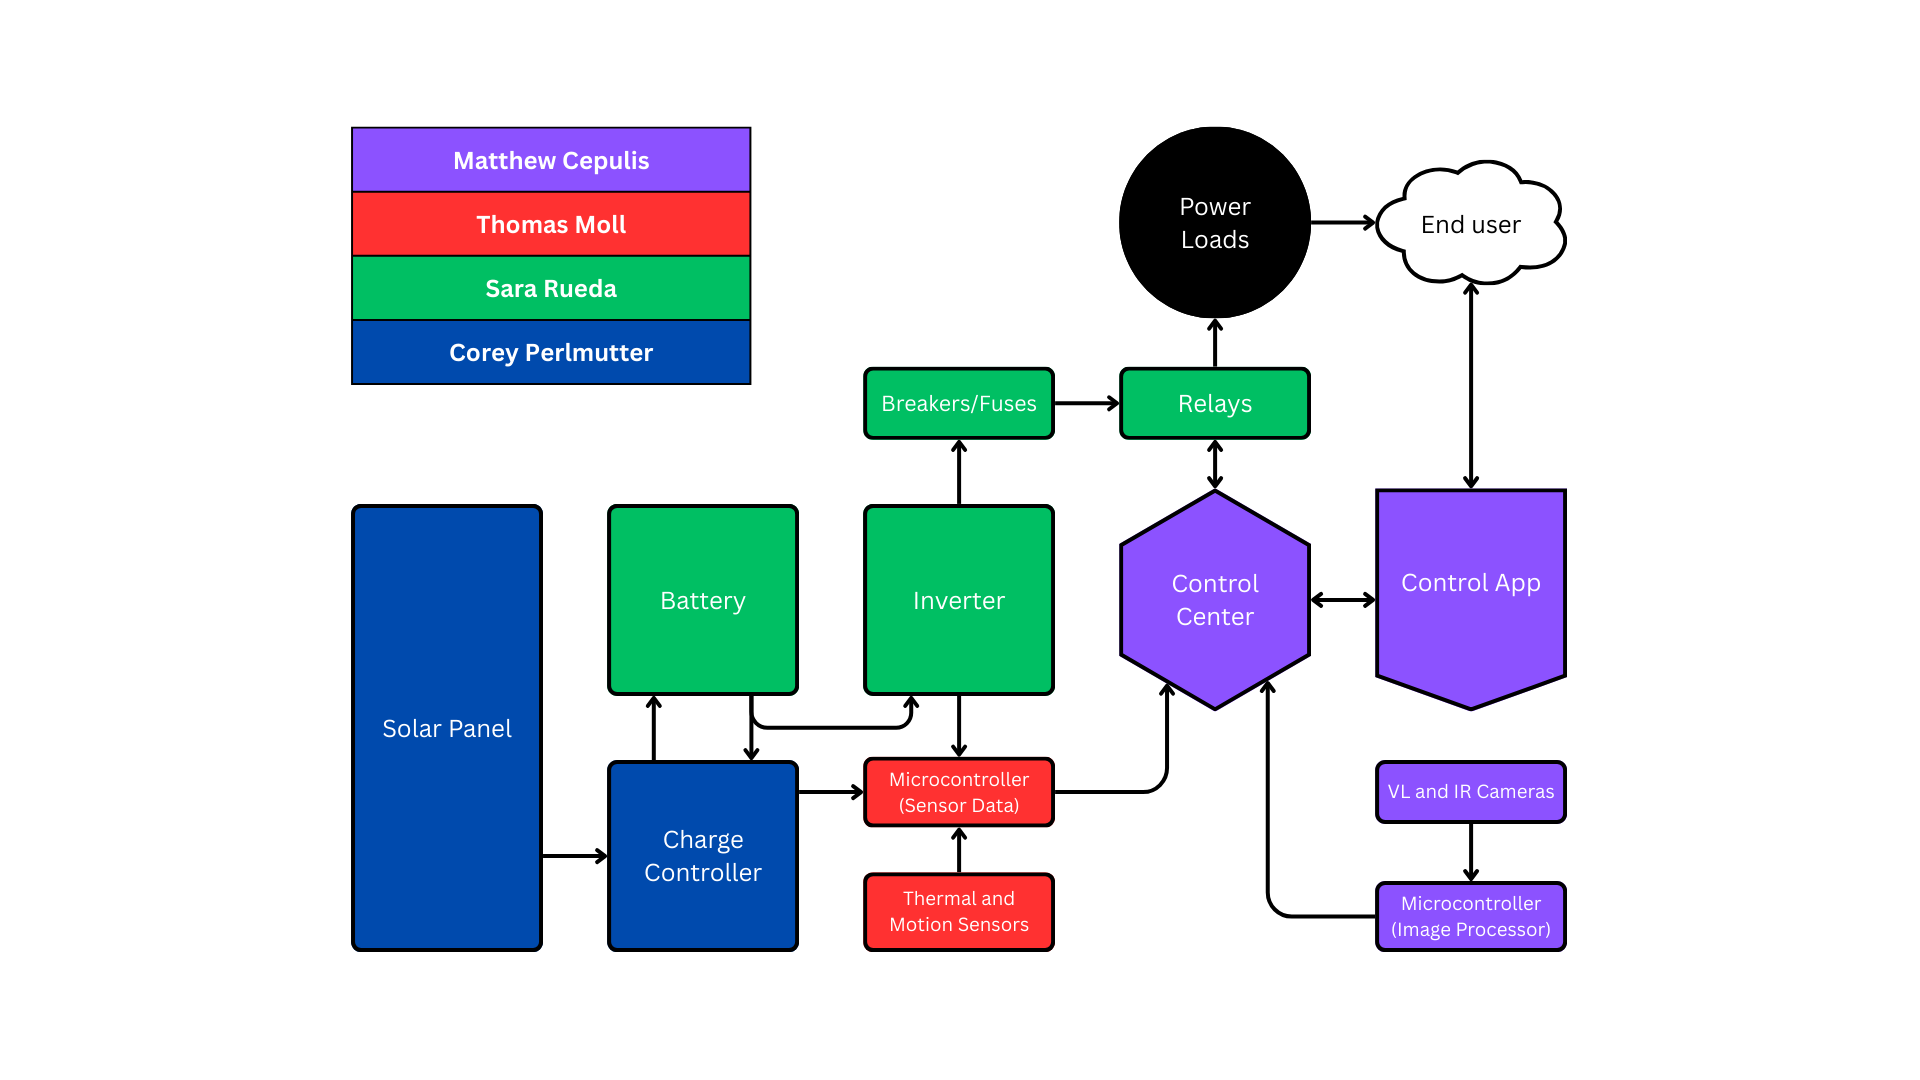 Matthew Cepulis
Thomas Moll
Sara Rueda
Corey Perlmutter
Power
Loads
End user
Breakers/Fuses
Relays
Solar Panel
Battery
Inverter
Control
Center
Control App
Charge
Controller
Microcontroller
(Sensor Data)
Thermal and
Motion Sensors
VL and IR Cameras
Microcontroller
(Image Processor)